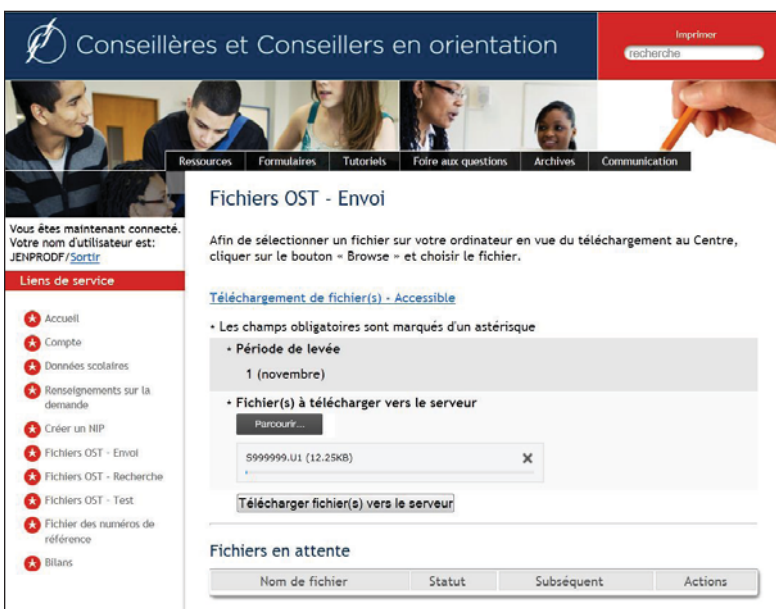 Conseillères et Conseillers en orientation
Imprimer
recherche
Ressources Formulaires Tutoriels Foire aux questions Archives Communication
Vous êtes maintenant connecté.
Votre nom d'utilisateur est:
JENPRODF/Sortir
Liens de service
Accueil
Compte
Données scolaires
Renseignements sur la
demande
Créer un NIP
Fichiers OST - Envoi
Fichiers OST - Recherche
Fichiers OST - Test
Fichier des numéros de
référence
Bilans
Fichiers OST - Envoi
Afin de sélectionner un fichier sur votre ordinateur en vue du téléchargement au Centre,
cliquer sur le bouton « Browse » et choisir le fichier.
Téléchargement de fichier(s) - Accessible
* Les champs obligatoires sont marqués d'un astérisque
* Période de levée
1 (novembre)
* Fichier(s) à télécharger vers le serveur
Parcourir...
S999999.U1 (12.25KB)
Télécharger fichier(s) vers le serveur
Fichiers en attente
Nom de fichier Statut Subséquent Actions